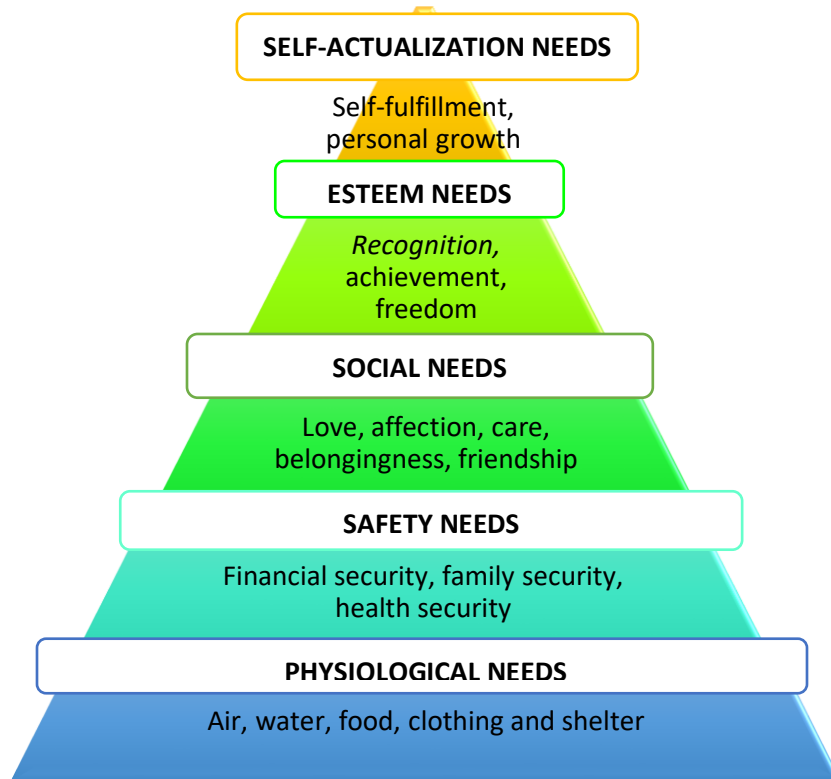 SELF-ACTUALIZATION NEEDS
Self-fulfillment,
personal growth
ESTEEM NEEDS
Recognition,
achievement,
freedom
SOCIAL NEEDS
Love, affection, care,
belongingness, friendship
SAFETY NEEDS
Financial security, family security,
health security
PHYSIOLOGICAL NEEDS
Air, water, food, clothing and shelter